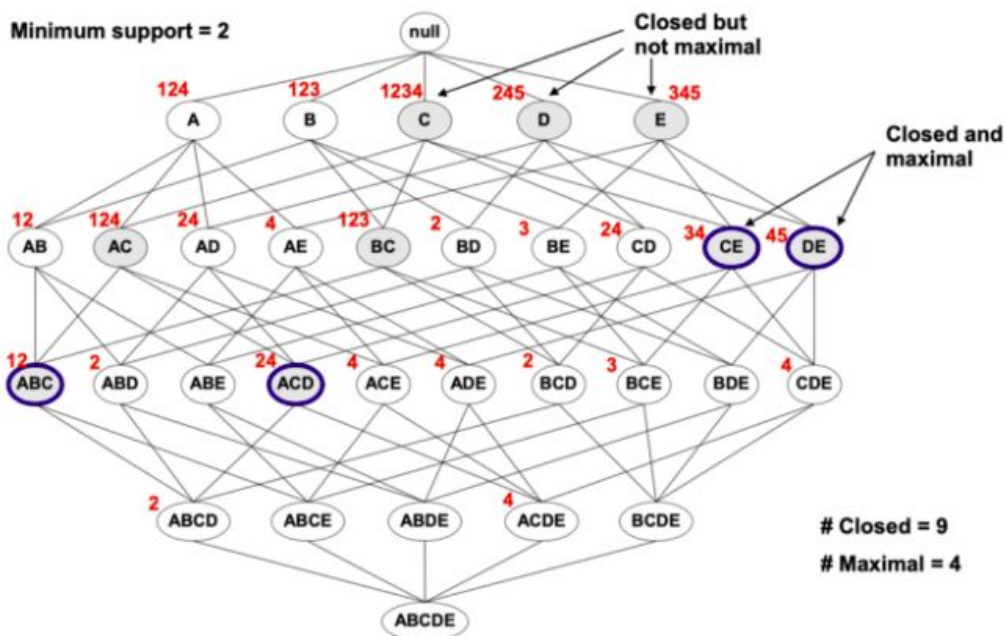 Minimum support = 2
null
Closed but
not maximal
124
123
1234
245
345
A
B
C
D
E
Closed and
maximal
12
124
24
4
123
2
3
24
34
45
AB
AC
AD
AE
BC
BD
BE
CD
CE
DE
12
2
24
4
4
2
3
4
ABC
ABD
ABE
ACD
ACE
ADE
BCD
BCE
BDE
CDE
2
4
ABCD
ABCE
ABDE
ACDE
BCDE
# Closed = 9
# Maximal = 4
ABCDE